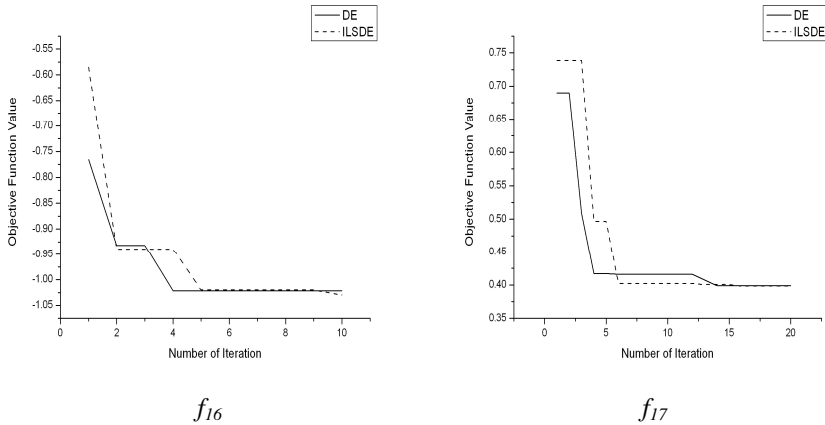 DE
ILSDE
-0.55
-0.60
-0.65
-0.70
-0.75
-0.80
-0.85
-0.90
-0.95
-1.00
-1.05
Objective Function Value
0 2 4 6 8 10
Number of Iteration
f16
DE
ILSDE
0.75
0.70
0.65
0.60
0.55
0.50
0.45
0.40
0.35
Objective Function Value
0 5 10 15 20
Number of Iteration
f17